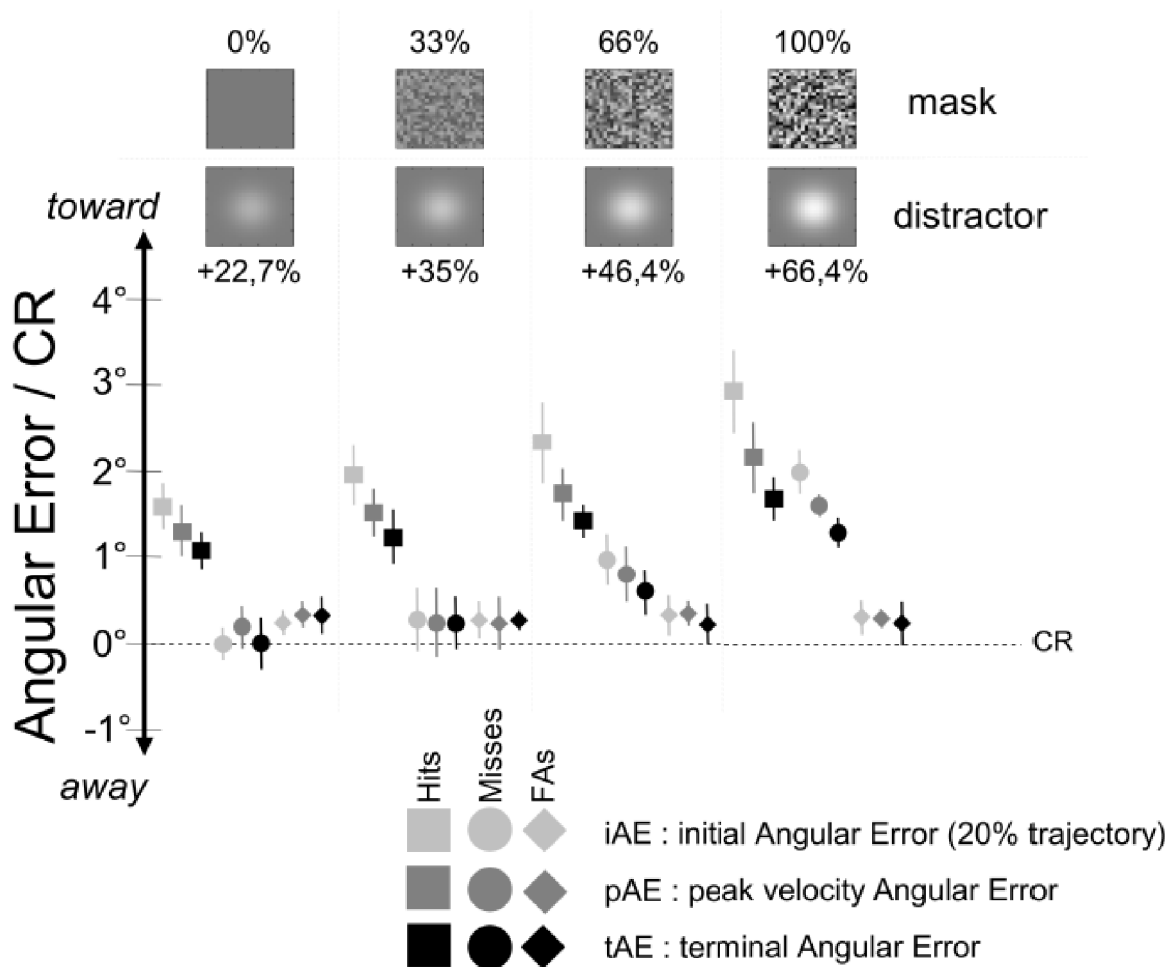 0% 33% 66% 100%
mask
toward
distractor
+22,7% +35% +46,4% +66,4%
Angular Error / CR
4°
3°
2°
1°
0°
CR
-1°
away
Hits Misses FAs
iAE : initial Angular Error (20% trajectory)
pAE : peak velocity Angular Error
tAE : terminal Angular Error